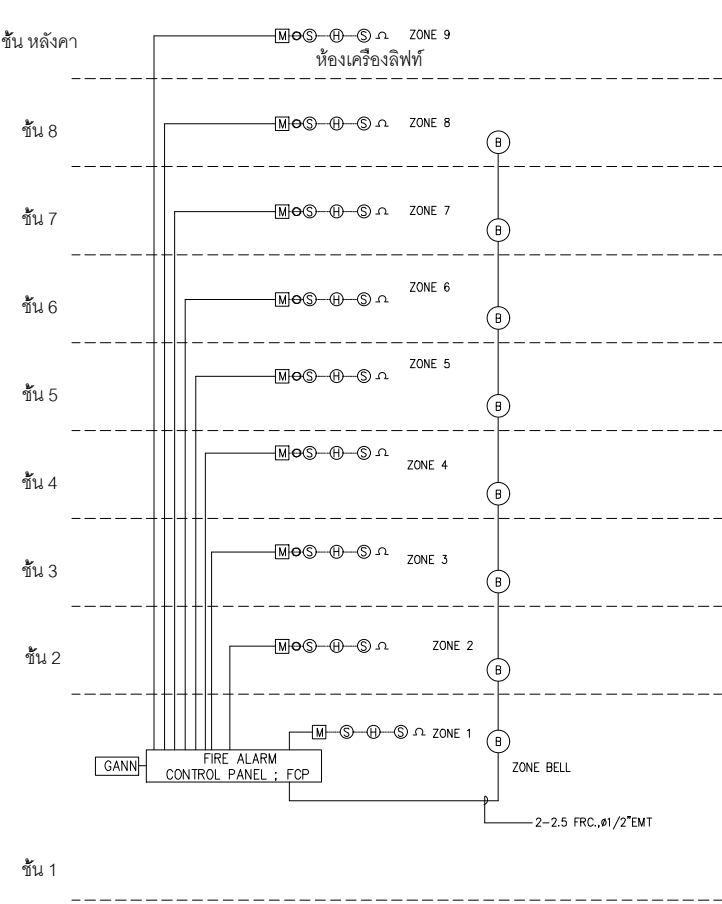 ชั้น หลังคา
M S H S ZONE 9
ห้องเครื่องลิฟท์
ชั้น 8
M S H S ZONE 8
B
ชั้น 7
M S H S ZONE 7
B
ชั้น 6
M S H S ZONE 6
B
ชั้น 5
M S H S ZONE 5
B
ชั้น 4
M S H S ZONE 4
B
ชั้น 3
M S H S ZONE 3
B
ชั้น 2
M S H S ZONE 2
B
M S H S ZONE 1
B
GANN
FIRE ALARM
CONTROL PANEL ; FCP
ZONE BELL
2-2.5 FRC.,ø1/2"EMT
ชั้น 1